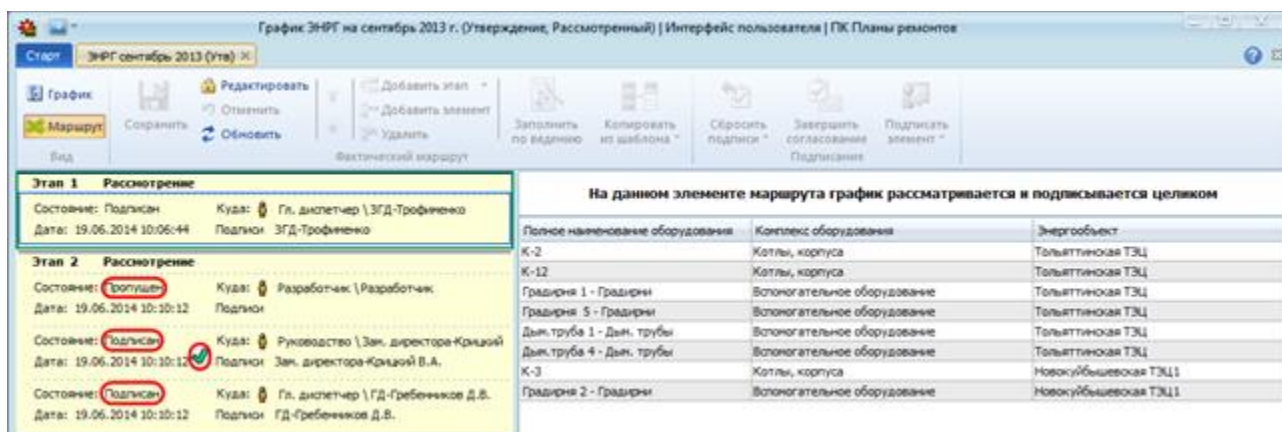 График ЭНРГ на сентябрь 2013 г. (Утверждение, Рассмотренный) | Интерфейс пользователя | ПК Планы ремонтов
Старт
ЭНРГ сентябрь 2013 (Утв)
График
Маршрут
Вид
Сохранить
Редактировать
Отменить
Обновить
Добавить этап
Добавить элемент
Удалить
Фактический маршрут
Заполнить по ведению
Копировать из шаблона
Сбросить подписи
Завершить согласование
Подписать элемент
Подписание
Этап 1 Рассмотрение
Состояние: Подписан Куда: Гл. диспетчер \ ЗГД-Трофименко
Дата: 19.06.2014 10:06:44 Подписи ЗГД-Трофименко
Этап 2 Рассмотрение
Состояние: Пропущен Куда: Разработчик \ Разработчик
Дата: 19.06.2014 10:10:12 Подписи
Состояние: Подписан Куда: Руководство \ Зам. директора-Крицкий
Дата: 19.06.2014 10:10:12 Подписи Зам. директора-Крицкий В.А.
Состояние: Подписан Куда: Гл. диспетчер \ ГД-Гребенников Д.В.
Дата: 19.06.2014 10:10:12 Подписи ГД-Гребенников Д.В.
На данном элементе маршрута график рассматривается и подписывается целиком
Полное наименование оборудования Комплекс оборудования Энергообъект
К-2 Котлы, корпуса Тольяттинская ТЭЦ
К-12 Котлы, корпуса Тольяттинская ТЭЦ
Градирня 1 - Градирни Вспомогательное оборудование Тольяттинская ТЭЦ
Градирня 5 - Градирни Вспомогательное оборудование Тольяттинская ТЭЦ
Дым.труба 1 - Дым. трубы Вспомогательное оборудование Тольяттинская ТЭЦ
Дым.труба 4 - Дым. трубы Вспомогательное оборудование Тольяттинская ТЭЦ
К-3 Котлы, корпуса Новокуйбышевская ТЭЦ1
Градирня 2 - Градирни Вспомогательное оборудование Новокуйбышевская ТЭЦ1